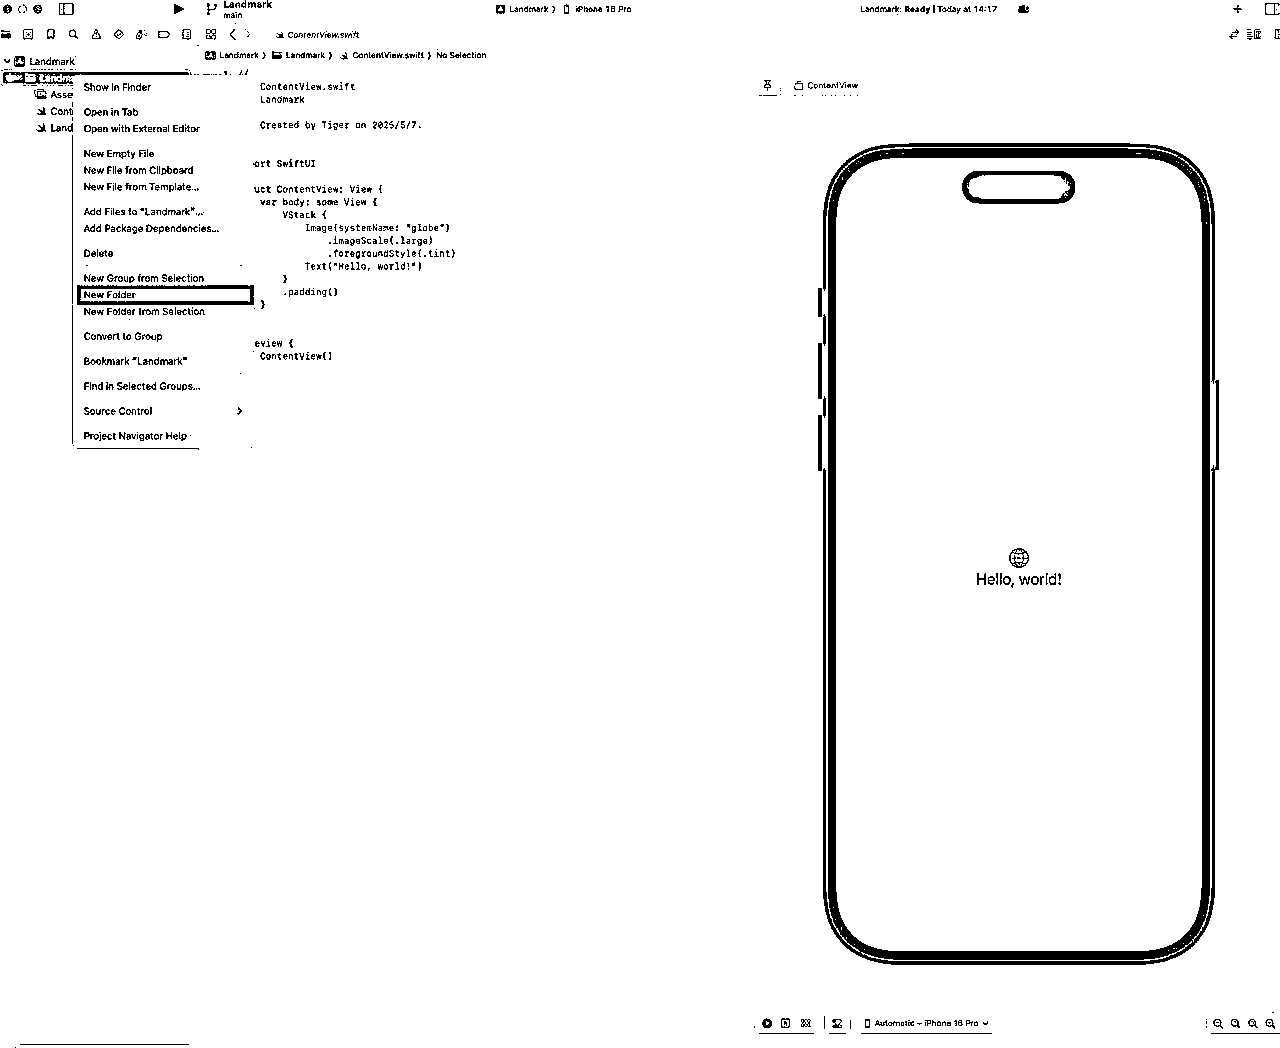 Landmark
main
Landmark 〉 iPhone 16 Pro
Landmark: Ready | Today at 14:17
ContentView.swift
Landmark 〉 Landmark 〉 ContentView.swift 〉 No Selection
Landmark
Landm
Asse
Cont
Land
Show in Finder
Open in Tab
Open with External Editor
New Empty File
New File from Clipboard
New File from Template...
Add Files to "Landmark"...
Add Package Dependencies...
Delete
New Group from Selection
New Folder
New Folder from Selection
Convert to Group
Bookmark "Landmark"
Find in Selected Groups...
Source Control
Project Navigator Help
//
ContentView.swift
Landmark
Created by Tiger on 2025/5/7.
ort SwiftUI
uct ContentView: View {
var body: some View {
VStack {
Image(systemName: "globe")
.imageScale(.large)
.foregroundStyle(.tint)
Text("Hello, world!")
}
.padding()
}
eview {
ContentView()
ContentView
Hello, world!
Automatic – iPhone 16 Pro